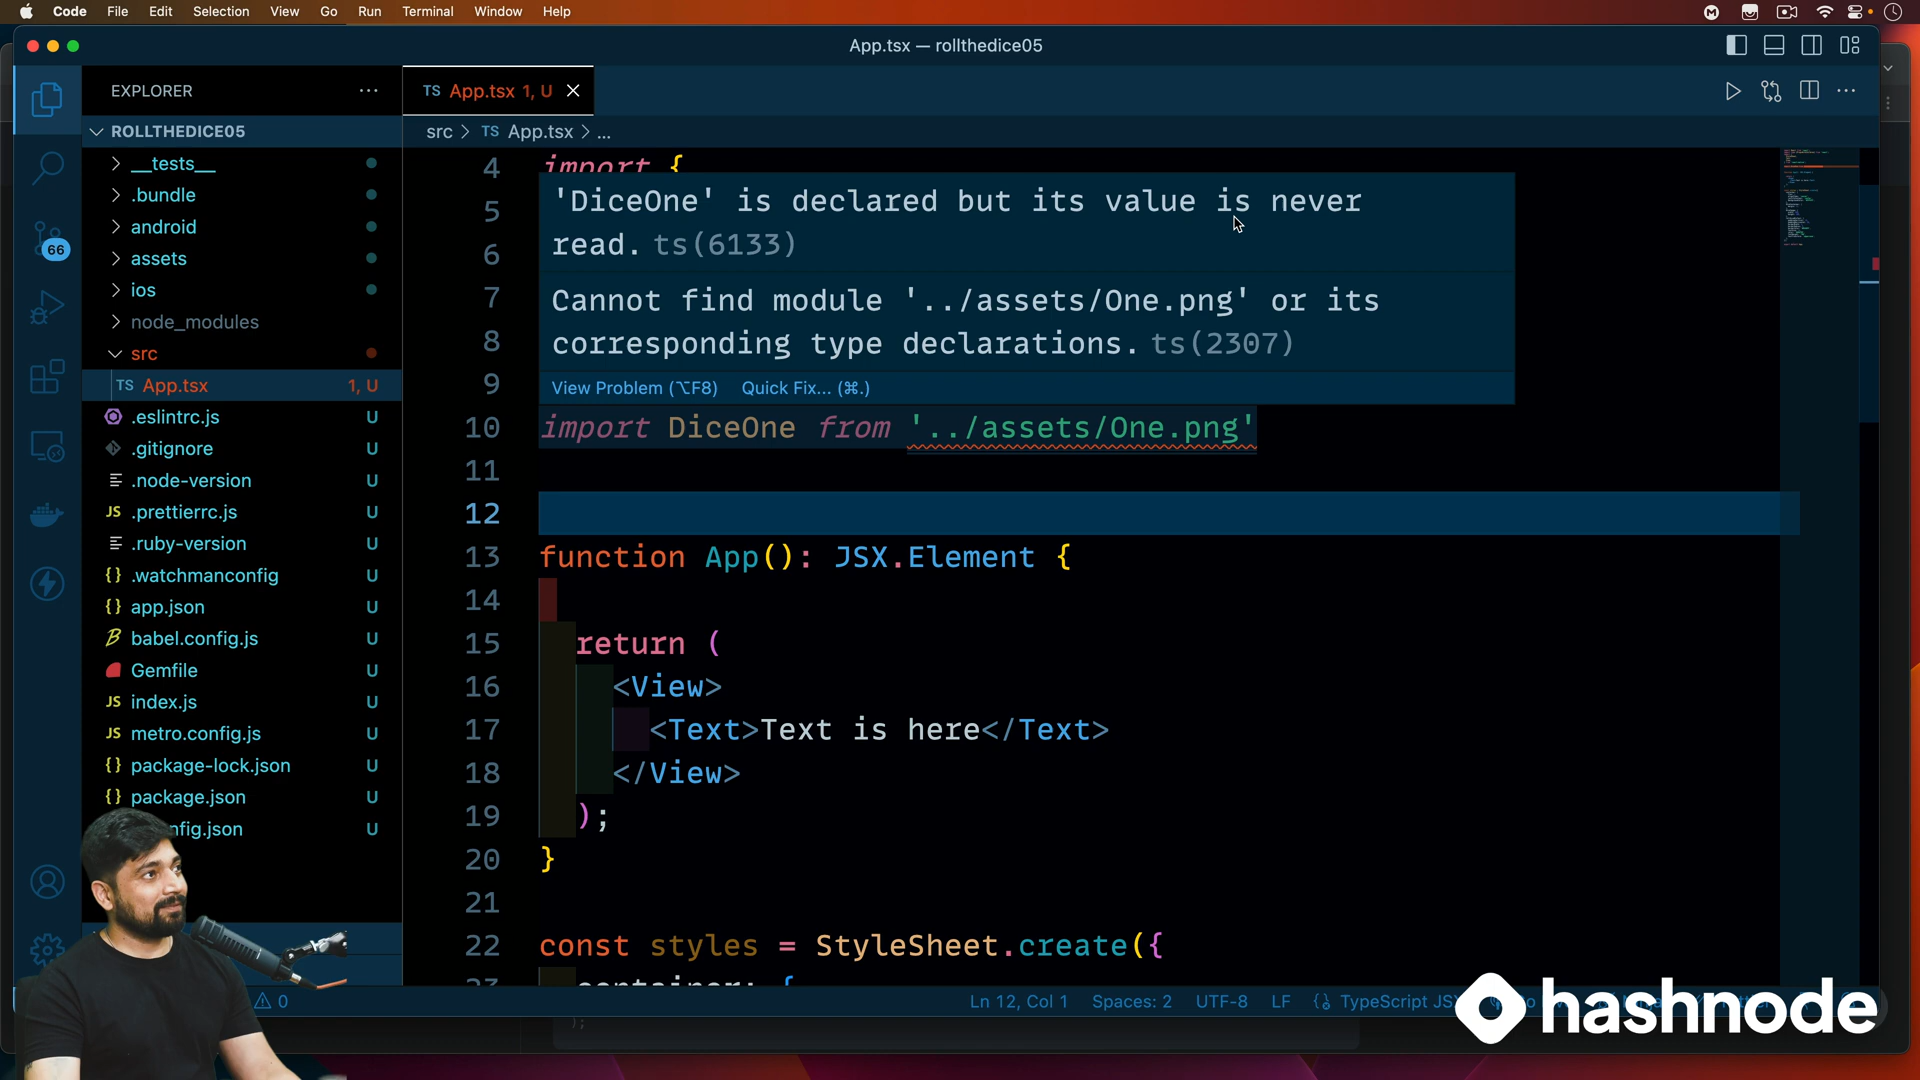 Code File Edit Selection View Go Run Terminal Window Help
App.tsx — rollthedice05
EXPLORER
TS App.tsx 1, U
ROLLTHEDICE05
src > TS App.tsx > ...
__tests__
.bundle
android
assets
ios
node_modules
src
TS App.tsx 1, U
.eslintrc.js U
.gitignore U
.node-version U
JS .prettierrc.js U
.ruby-version U
{} .watchmanconfig U
{} app.json U
babel.config.js U
Gemfile U
JS index.js U
JS metro.config.js U
{} package-lock.json U
{} package.json U
nfig.json U
66
4 import {
5
6
7
8
9
'DiceOne' is declared but its value is never
read. ts(6133)
Cannot find module '../assets/One.png' or its
corresponding type declarations. ts(2307)
View Problem (⌥F8) Quick Fix... (⌘.)
10 import DiceOne from '../assets/One.png'
11
12
13 function App(): JSX.Element {
14
15 return (
16 <View>
17 <Text>Text is here</Text>
18 </View>
19 );
20 }
21
22 const styles = StyleSheet.create({
23 container: {
0 Ln 12, Col 1 Spaces: 2 UTF-8 LF {} TypeScript JS
);
hashnode